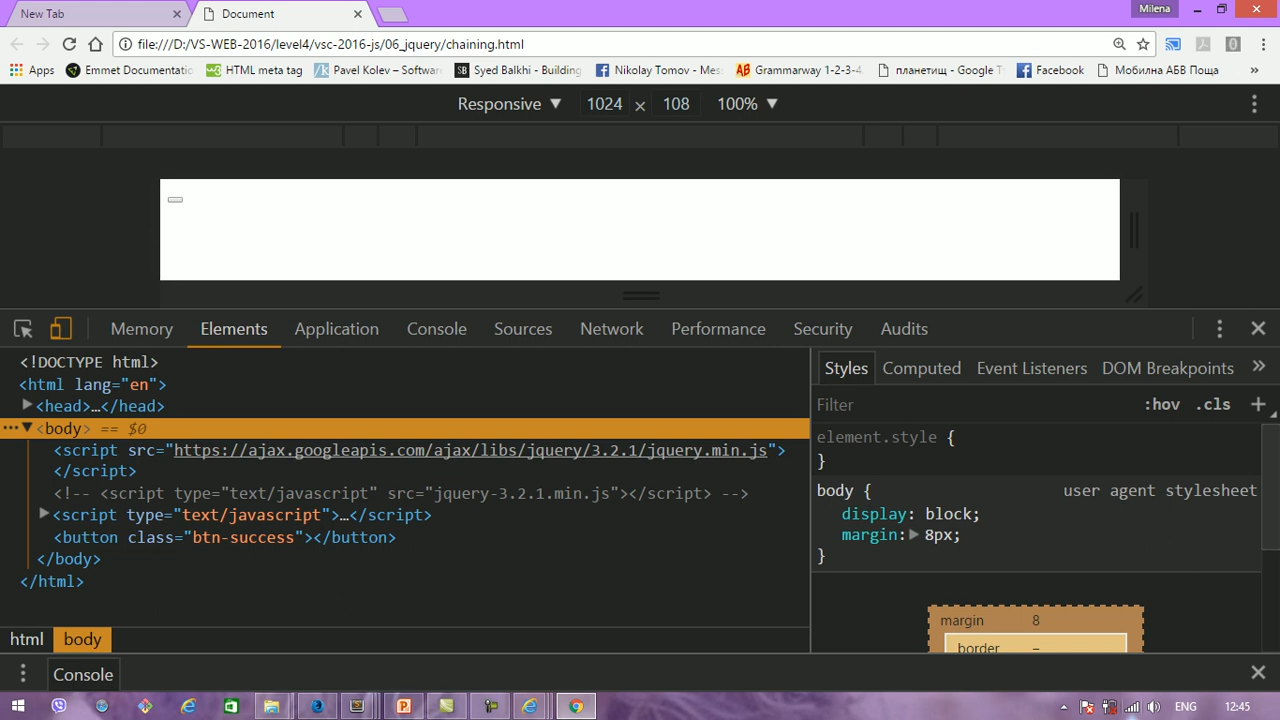 New Tab
Document
Milena
file:///D:/VS-WEB-2016/level4/vsc-2016-js/06_jquery/chaining.html
Apps
Emmet Documentatic
HTML meta tag
Pavel Kolev – Softwar
Syed Balkhi - Building
Nikolay Tomov - Mes
Grammarway 1-2-3-4
планетищ - Google T
Facebook
Мобилна АБВ Поща
»
Responsive ▼ 1024 × 108 100% ▼
Memory Elements Application Console Sources Network Performance Security Audits
<!DOCTYPE html>
<html lang="en">
<head>…</head>
<body> == $0
<script src="https://ajax.googleapis.com/ajax/libs/jquery/3.2.1/jquery.min.js">
</script>
<!-- <script type="text/javascript" src="jquery-3.2.1.min.js"></script> -->
<script type="text/javascript">…</script>
<button class="btn-success"></button>
</body>
</html>
html body
Styles Computed Event Listeners DOM Breakpoints »
Filter :hov .cls +
element.style {
}
body { user agent stylesheet
display: block;
margin: 8px;
}
margin 8
border –
Console
ENG 12:45